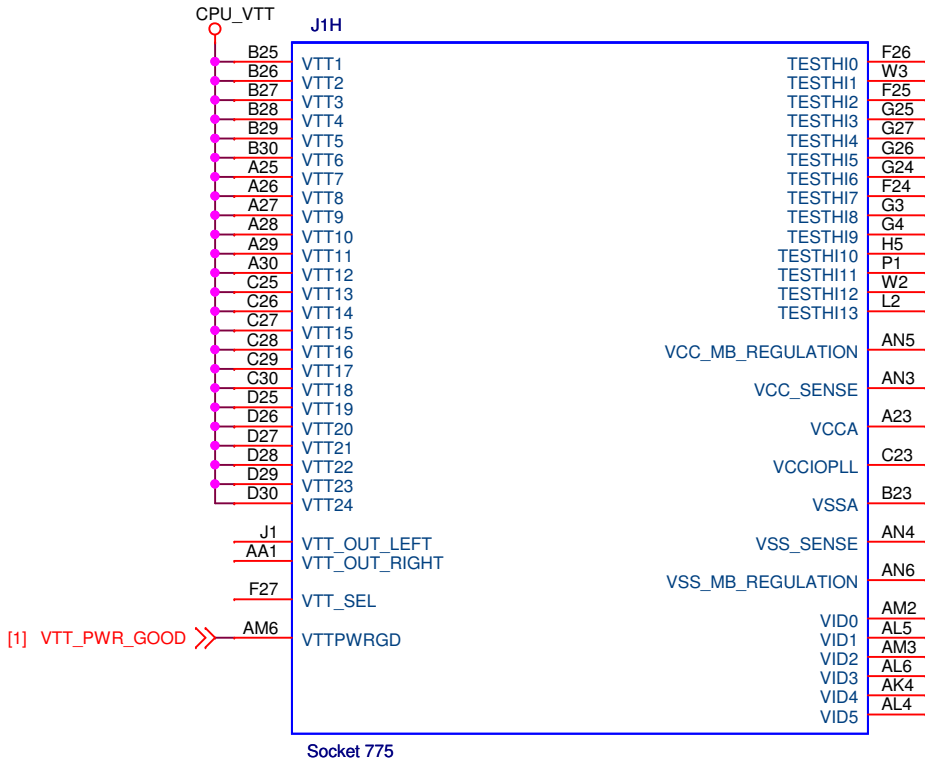 CPU_VTT
J1H
B25 VTT1 TESTHI0 F26
B26 VTT2 TESTHI1 W3
B27 VTT3 TESTHI2 F25
B28 VTT4 TESTHI3 G25
B29 VTT5 TESTHI4 G27
B30 VTT6 TESTHI5 G26
A25 VTT7 TESTHI6 G24
A26 VTT8 TESTHI7 F24
A27 VTT9 TESTHI8 G3
A28 VTT10 TESTHI9 G4
A29 VTT11 TESTHI10 H5
A30 VTT12 TESTHI11 P1
C25 VTT13 TESTHI12 W2
C26 VTT14 TESTHI13 L2
C27 VTT15
C28 VTT16 VCC_MB_REGULATION AN5
C29 VTT17
C30 VTT18 VCC_SENSE AN3
D25 VTT19
D26 VTT20 VCCA A23
D27 VTT21
D28 VTT22 VCCIOPLL C23
D29 VTT23
D30 VTT24 VSSA B23
J1 VTT_OUT_LEFT VSS_SENSE AN4
AA1 VTT_OUT_RIGHT
VSS_MB_REGULATION AN6
F27 VTT_SEL
VID0 AM2
[1] VTT_PWR_GOOD AM6 VTTPWRGD VID1 AL5
VID2 AM3
VID3 AL6
VID4 AK4
VID5 AL4
Socket 775